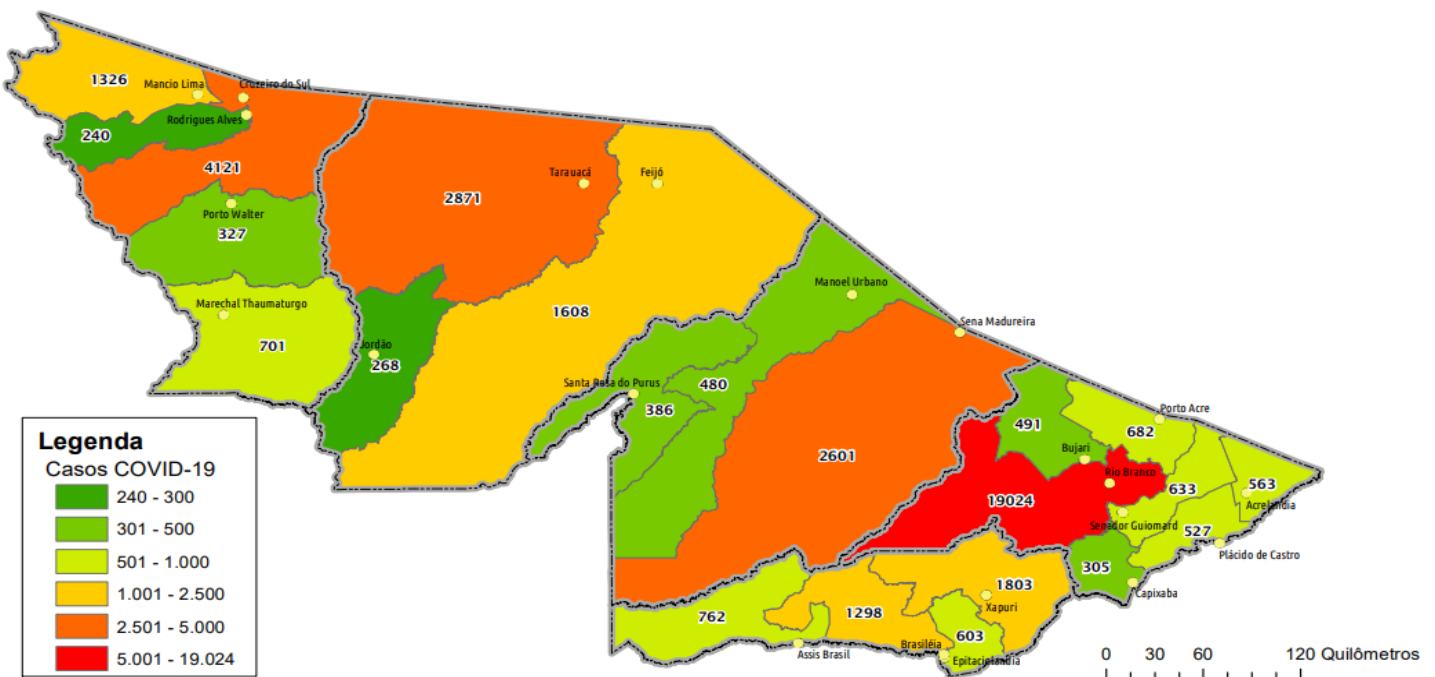 1326
Mancio Lima
Cruzeiro do Sul
Rodrigues Alves
240
4121
Tarauacá
Feijó
2871
Porto Walter
327
Manoel Urbano
Marechal Thaumaturgo
1608
Sena Madureira
701
Jordão
268
Santa Rosa do Purus
480
386
Porto Acre
491
682
Bujari
2601
Rio Branco
19024
633
563
Acrelândia
Senador Guiomard
527
Plácido de Castro
305
Capixaba
1803
Xapuri
762
1298
603
Brasiléia
Assis Brasil
Epitaciolândia
Legenda
Casos COVID-19
240 - 300
301 - 500
501 - 1.000
1.001 - 2.500
2.501 - 5.000
5.001 - 19.024
0 30 60 120 Quilômetros